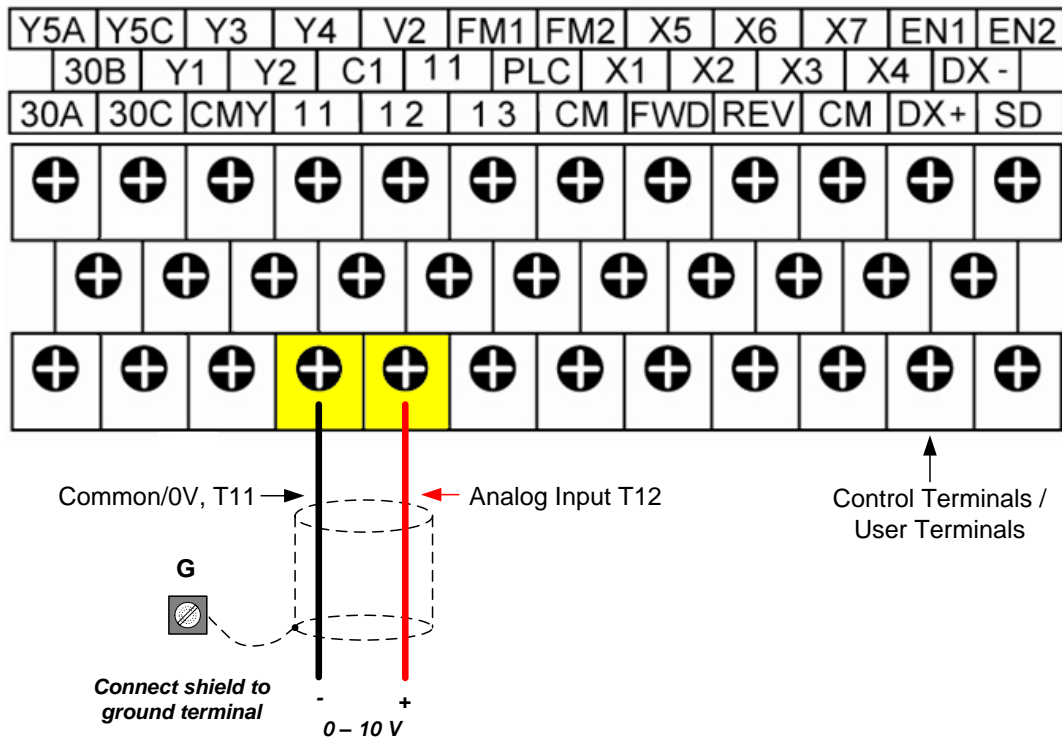 Y5A Y5C Y3 Y4 V2 FM1 FM2 X5 X6 X7 EN1 EN2
30B Y1 Y2 C1 11 PLC X1 X2 X3 X4 DX -
30A 30C CMY 11 12 13 CM FWD REV CM DX+ SD
Common/0V, T11
Analog Input T12
Control Terminals /
User Terminals
G
Connect shield to
ground terminal
- +
0 – 10 V